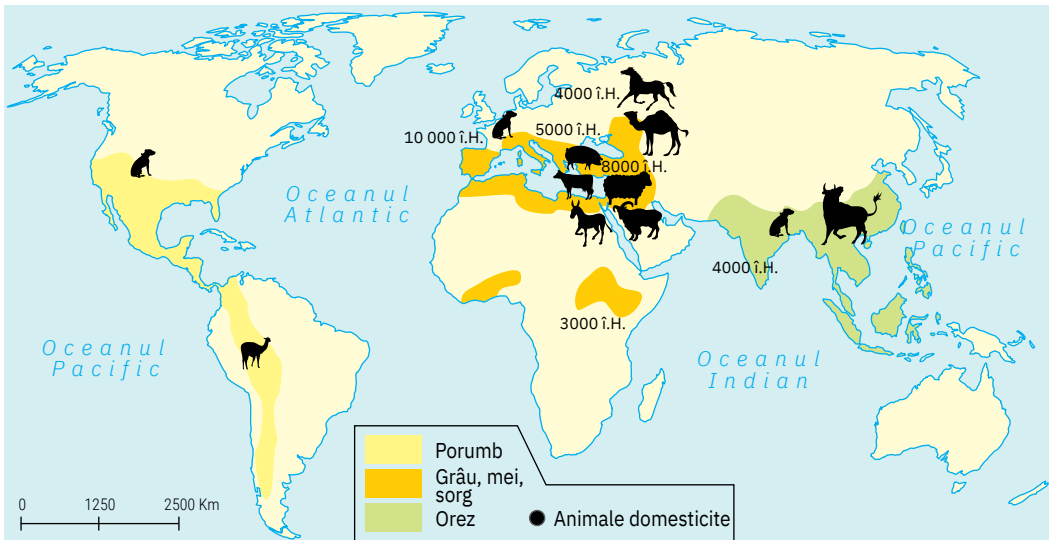 4000 î.H.
10 000 î.H.
5000 î.H.
8000 î.H.
Oceanul
Atlantic
Oceanul
Pacific
4000 î.H.
3000 î.H.
Oceanul
Pacific
Oceanul
Indian
Porumb
Grâu, mei,
sorg
Orez
Animale domesticite
0 1250 2500 Km